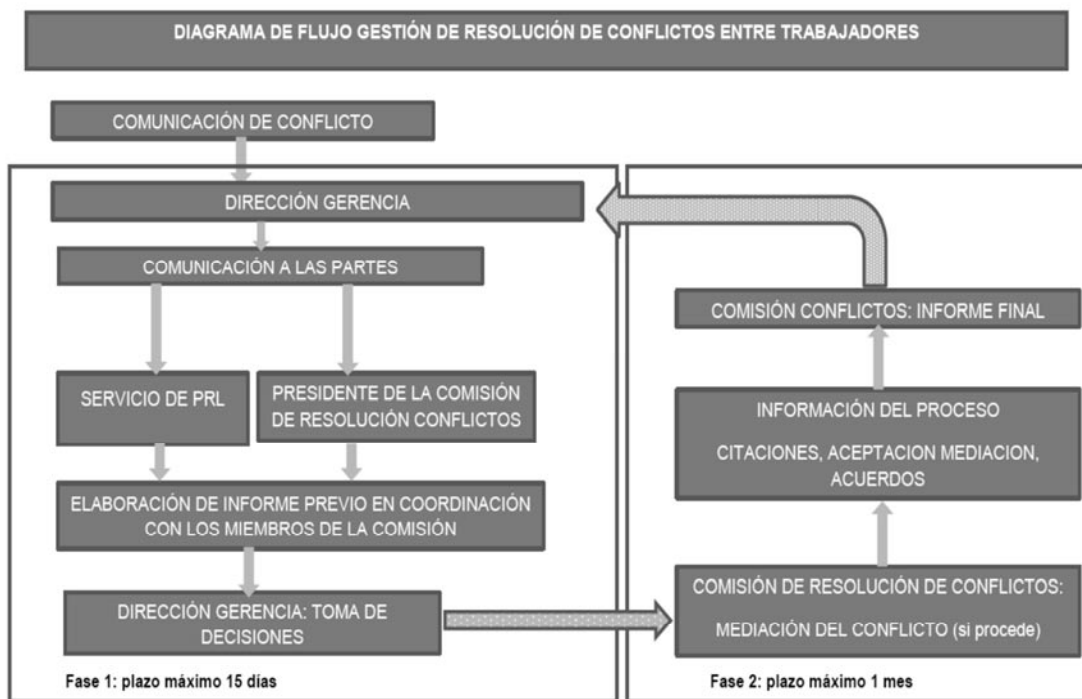 DIAGRAMA DE FLUJO GESTIÓN DE RESOLUCIÓN DE CONFLICTOS ENTRE TRABAJADORES
COMUNICACIÓN DE CONFLICTO
DIRECCIÓN GERENCIA
COMUNICACIÓN A LAS PARTES
SERVICIO DE PRL
PRESIDENTE DE LA COMISIÓN
DE RESOLUCIÓN CONFLICTOS
ELABORACIÓN DE INFORME PREVIO EN COORDINACIÓN
CON LOS MIEMBROS DE LA COMISIÓN
DIRECCIÓN GERENCIA: TOMA DE
DECISIONES
Fase 1: plazo máximo 15 días
COMISIÓN DE RESOLUCIÓN DE CONFLICTOS:
MEDIACIÓN DEL CONFLICTO (si procede)
INFORMACIÓN DEL PROCESO
CITACIONES, ACEPTACION MEDIACION,
ACUERDOS
COMISIÓN CONFLICTOS: INFORME FINAL
Fase 2: plazo máximo 1 mes